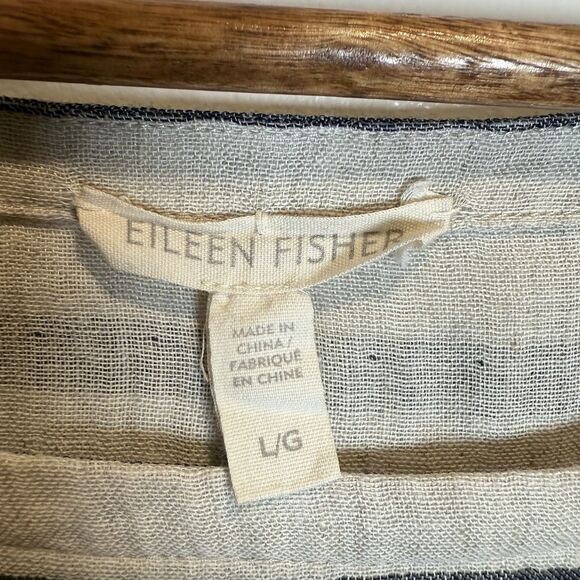 EILEEN FISHER
MADE IN
CHINA /
FABRIQUÉ
EN CHINE
L/G